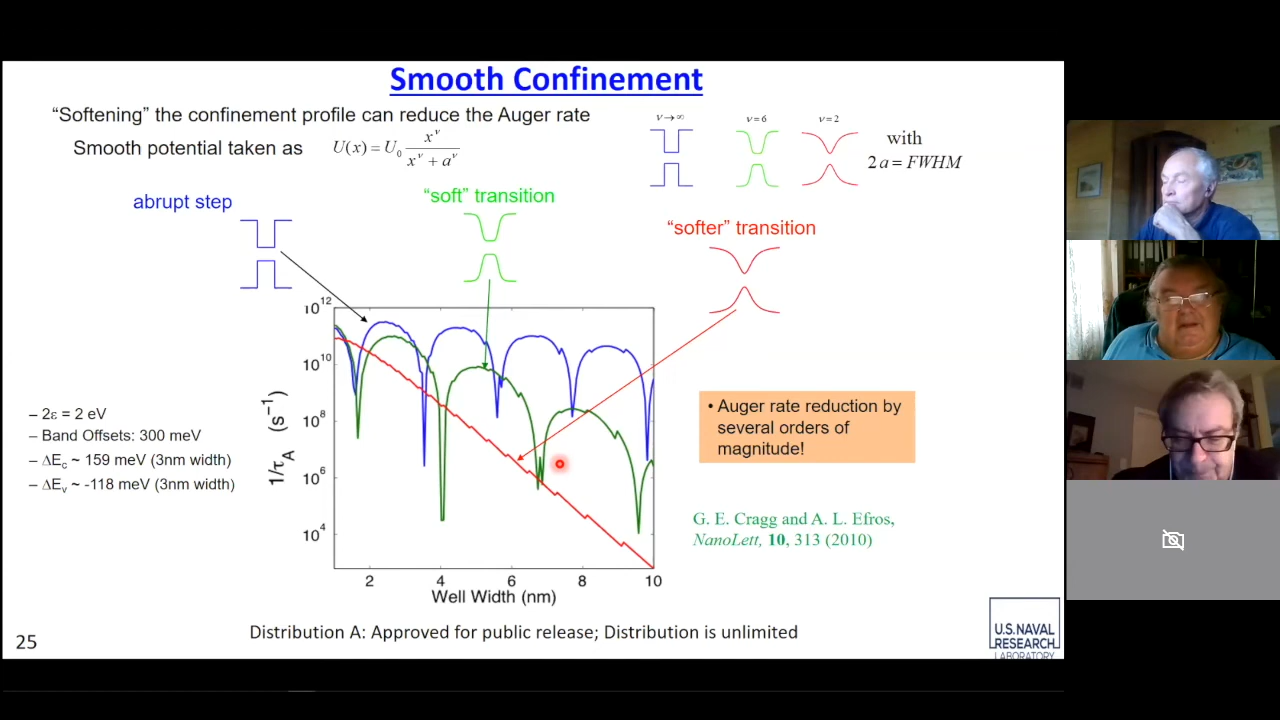 Smooth Confinement
“Softening” the confinement profile can reduce the Auger rate
Smooth potential taken as U(x) = U₀ x^ν / (x^ν + a^ν)
ν→∞ ν=6 ν=2
with
2a = FWHM
abrupt step
“soft” transition
“softer” transition
– 2ε = 2 eV
– Band Offsets: 300 meV
– ΔEc ~ 159 meV (3nm width)
– ΔEv ~ -118 meV (3nm width)
1/τA (s⁻¹)
10¹²
10¹⁰
10⁸
10⁶
10⁴
2 4 6 8 10
Well Width (nm)
• Auger rate reduction by
several orders of
magnitude!
G. E. Cragg and A. L. Efros,
NanoLett, 10, 313 (2010)
Distribution A: Approved for public release; Distribution is unlimited
25
U.S. NAVAL
RESEARCH
LABORATORY